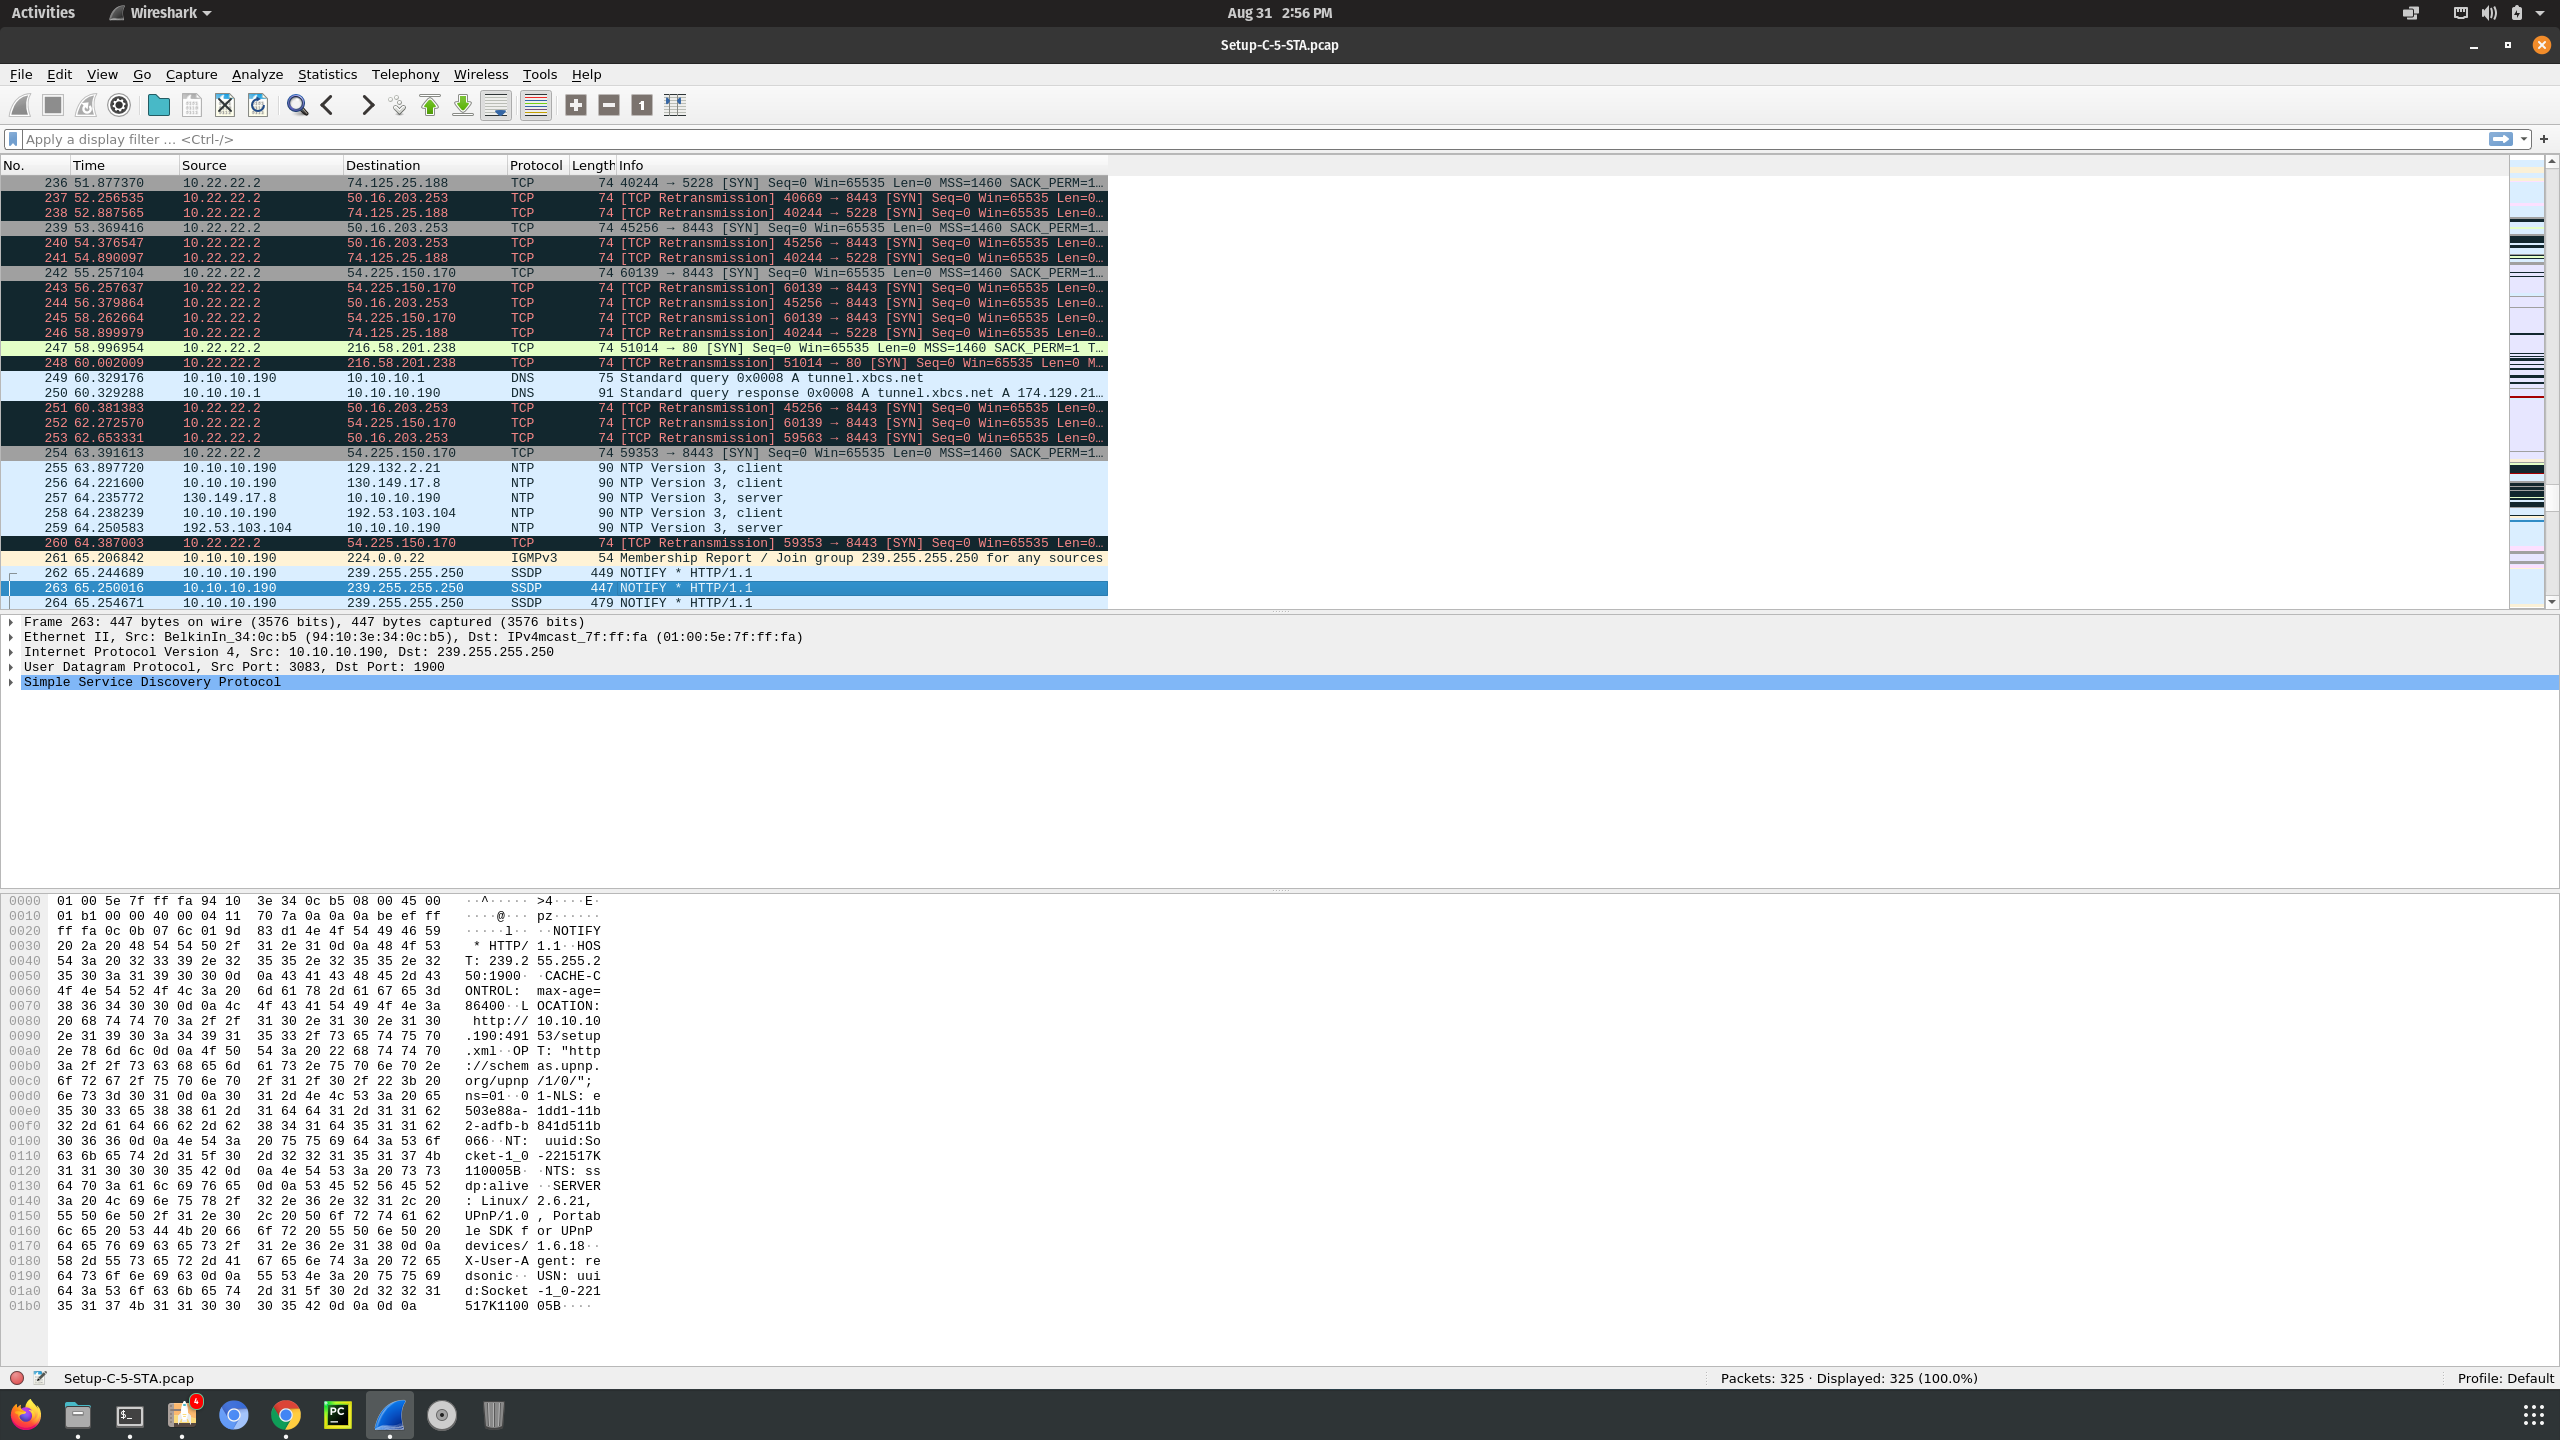 Activities Wireshark Aug 31 2:56 PM
Setup-C-5-STA.pcap
File Edit View Go Capture Analyze Statistics Telephony Wireless Tools Help
Apply a display filter … <Ctrl-/>
No. Time Source Destination Protocol Length Info
236 51.877370 10.22.22.2 74.125.25.188 TCP 74 40244 → 5228 [SYN] Seq=0 Win=65535 Len=0 MSS=1460 SACK_PERM=1…
237 52.256535 10.22.22.2 50.16.203.253 TCP 74 [TCP Retransmission] 40669 → 8443 [SYN] Seq=0 Win=65535 Len=0…
238 52.887565 10.22.22.2 74.125.25.188 TCP 74 [TCP Retransmission] 40244 → 5228 [SYN] Seq=0 Win=65535 Len=0…
239 53.369416 10.22.22.2 50.16.203.253 TCP 74 45256 → 8443 [SYN] Seq=0 Win=65535 Len=0 MSS=1460 SACK_PERM=1…
240 54.376547 10.22.22.2 50.16.203.253 TCP 74 [TCP Retransmission] 45256 → 8443 [SYN] Seq=0 Win=65535 Len=0…
241 54.890097 10.22.22.2 74.125.25.188 TCP 74 [TCP Retransmission] 40244 → 5228 [SYN] Seq=0 Win=65535 Len=0…
242 55.257104 10.22.22.2 54.225.150.170 TCP 74 60139 → 8443 [SYN] Seq=0 Win=65535 Len=0 MSS=1460 SACK_PERM=1…
243 56.257637 10.22.22.2 54.225.150.170 TCP 74 [TCP Retransmission] 60139 → 8443 [SYN] Seq=0 Win=65535 Len=0…
244 56.379864 10.22.22.2 50.16.203.253 TCP 74 [TCP Retransmission] 45256 → 8443 [SYN] Seq=0 Win=65535 Len=0…
245 58.262664 10.22.22.2 54.225.150.170 TCP 74 [TCP Retransmission] 60139 → 8443 [SYN] Seq=0 Win=65535 Len=0…
246 58.899979 10.22.22.2 74.125.25.188 TCP 74 [TCP Retransmission] 40244 → 5228 [SYN] Seq=0 Win=65535 Len=0…
247 58.996954 10.22.22.2 216.58.201.238 TCP 74 51014 → 80 [SYN] Seq=0 Win=65535 Len=0 MSS=1460 SACK_PERM=1 T…
248 60.002009 10.22.22.2 216.58.201.238 TCP 74 [TCP Retransmission] 51014 → 80 [SYN] Seq=0 Win=65535 Len=0 M…
249 60.329176 10.10.10.190 10.10.10.1 DNS 75 Standard query 0x0008 A tunnel.xbcs.net
250 60.329288 10.10.10.1 10.10.10.190 DNS 91 Standard query response 0x0008 A tunnel.xbcs.net A 174.129.21…
251 60.381383 10.22.22.2 50.16.203.253 TCP 74 [TCP Retransmission] 45256 → 8443 [SYN] Seq=0 Win=65535 Len=0…
252 62.272570 10.22.22.2 54.225.150.170 TCP 74 [TCP Retransmission] 60139 → 8443 [SYN] Seq=0 Win=65535 Len=0…
253 62.653331 10.22.22.2 50.16.203.253 TCP 74 [TCP Retransmission] 59563 → 8443 [SYN] Seq=0 Win=65535 Len=0…
254 63.391613 10.22.22.2 54.225.150.170 TCP 74 59353 → 8443 [SYN] Seq=0 Win=65535 Len=0 MSS=1460 SACK_PERM=1…
255 63.897720 10.10.10.190 129.132.2.21 NTP 90 NTP Version 3, client
256 64.221600 10.10.10.190 130.149.17.8 NTP 90 NTP Version 3, client
257 64.235772 130.149.17.8 10.10.10.190 NTP 90 NTP Version 3, server
258 64.238239 10.10.10.190 192.53.103.104 NTP 90 NTP Version 3, client
259 64.250583 192.53.103.104 10.10.10.190 NTP 90 NTP Version 3, server
260 64.387003 10.22.22.2 54.225.150.170 TCP 74 [TCP Retransmission] 59353 → 8443 [SYN] Seq=0 Win=65535 Len=0…
261 65.206842 10.10.10.190 224.0.0.22 IGMPv3 54 Membership Report / Join group 239.255.255.250 for any sources
262 65.244689 10.10.10.190 239.255.255.250 SSDP 449 NOTIFY * HTTP/1.1
263 65.250016 10.10.10.190 239.255.255.250 SSDP 447 NOTIFY * HTTP/1.1
264 65.254671 10.10.10.190 239.255.255.250 SSDP 479 NOTIFY * HTTP/1.1
Frame 263: 447 bytes on wire (3576 bits), 447 bytes captured (3576 bits)
Ethernet II, Src: BelkinIn_34:0c:b5 (94:10:3e:34:0c:b5), Dst: IPv4mcast_7f:ff:fa (01:00:5e:7f:ff:fa)
Internet Protocol Version 4, Src: 10.10.10.190, Dst: 239.255.255.250
User Datagram Protocol, Src Port: 3083, Dst Port: 1900
Simple Service Discovery Protocol
0000 01 00 5e 7f ff fa 94 10 3e 34 0c b5 08 00 45 00 ··^····· >4····E·
0010 01 b1 00 00 40 00 04 11 70 7a 0a 0a 0a be ef ff ····@··· pz······
0020 ff fa 0c 0b 07 6c 01 9d 83 d1 4e 4f 54 49 46 59 ·····l·· ··NOTIFY
0030 20 2a 20 48 54 54 50 2f 31 2e 31 0d 0a 48 4f 53 * HTTP/ 1.1··HOS
0040 54 3a 20 32 33 39 2e 32 35 35 2e 32 35 35 2e 32 T: 239.2 55.255.2
0050 35 30 3a 31 39 30 30 0d 0a 43 41 43 48 45 2d 43 50:1900· ·CACHE-C
0060 4f 4e 54 52 4f 4c 3a 20 6d 61 78 2d 61 67 65 3d ONTROL: max-age=
0070 38 36 34 30 30 0d 0a 4c 4f 43 41 54 49 4f 4e 3a 86400··L OCATION:
0080 20 68 74 74 70 3a 2f 2f 31 30 2e 31 30 2e 31 30 http:// 10.10.10
0090 2e 31 39 30 3a 34 39 31 35 33 2f 73 65 74 75 70 .190:491 53/setup
00a0 2e 78 6d 6c 0d 0a 4f 50 54 3a 20 22 68 74 74 70 .xml··OP T: "http
00b0 3a 2f 2f 73 63 68 65 6d 61 73 2e 75 70 6e 70 2e ://schem as.upnp.
00c0 6f 72 67 2f 75 70 6e 70 2f 31 2f 30 2f 22 3b 20 org/upnp /1/0/";
00d0 6e 73 3d 30 31 0d 0a 30 31 2d 4e 4c 53 3a 20 65 ns=01··0 1-NLS: e
00e0 35 30 33 65 38 38 61 2d 31 64 64 31 2d 31 31 62 503e88a- 1dd1-11b
00f0 32 2d 61 64 66 62 2d 62 38 34 31 64 35 31 31 62 2-adfb-b 841d511b
0100 30 36 36 0d 0a 4e 54 3a 20 75 75 69 64 3a 53 6f 066··NT: uuid:So
0110 63 6b 65 74 2d 31 5f 30 2d 32 32 31 35 31 37 4b cket-1_0 -221517K
0120 31 31 30 30 30 35 42 0d 0a 4e 54 53 3a 20 73 73 110005B· ·NTS: ss
0130 64 70 3a 61 6c 69 76 65 0d 0a 53 45 52 56 45 52 dp:alive ··SERVER
0140 3a 20 4c 69 6e 75 78 2f 32 2e 36 2e 32 31 2c 20 : Linux/ 2.6.21,
0150 55 50 6e 50 2f 31 2e 30 2c 20 50 6f 72 74 61 62 UPnP/1.0 , Portab
0160 6c 65 20 53 44 4b 20 66 6f 72 20 55 50 6e 50 20 le SDK f or UPnP
0170 64 65 76 69 63 65 73 2f 31 2e 36 2e 31 38 0d 0a devices/ 1.6.18··
0180 58 2d 55 73 65 72 2d 41 67 65 6e 74 3a 20 72 65 X-User-A gent: re
0190 64 73 6f 6e 69 63 0d 0a 55 53 4e 3a 20 75 75 69 dsonic·· USN: uui
01a0 64 3a 53 6f 63 6b 65 74 2d 31 5f 30 2d 32 32 31 d:Socket -1_0-221
01b0 35 31 37 4b 31 31 30 30 30 35 42 0d 0a 0d 0a 517K1100 05B····
Setup-C-5-STA.pcap Packets: 325 · Displayed: 325 (100.0%) Profile: Default
4
PC